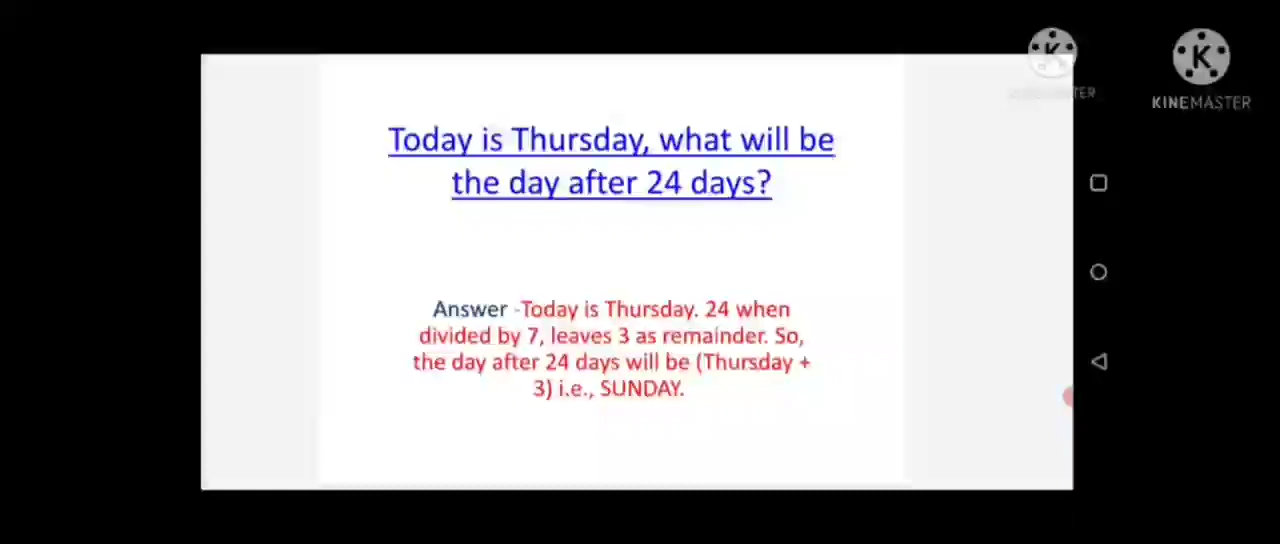 KINEMASTER
Today is Thursday, what will be
the day after 24 days?
Answer -Today is Thursday. 24 when
divided by 7, leaves 3 as remainder. So,
the day after 24 days will be (Thursday +
3) i.e., SUNDAY.